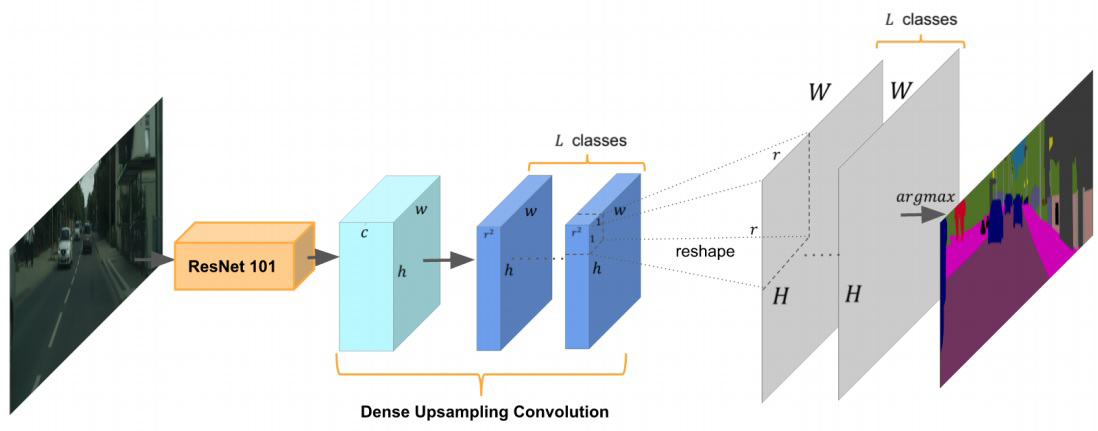 L classes
W
W
L classes
r
w
c
h
w
r²
h
w
r²
1
1
h
r
reshape
H
H
argmax
ResNet 101
Dense Upsampling Convolution